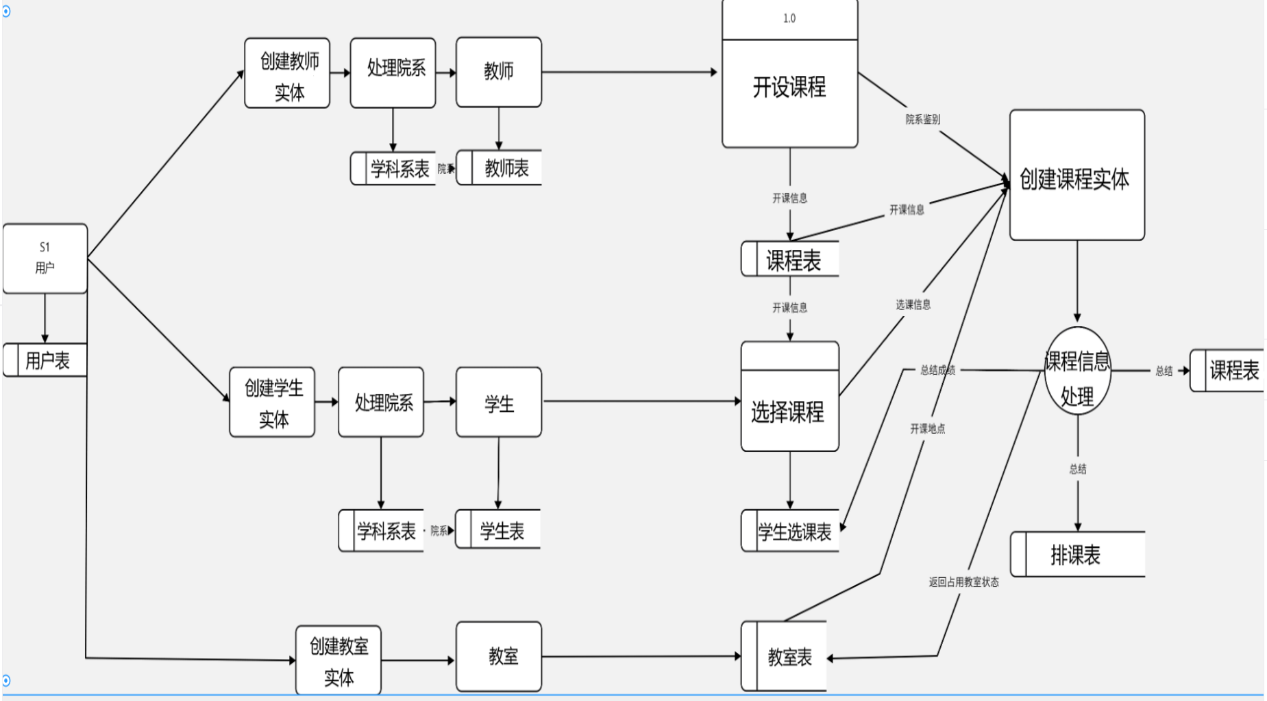 1.0
开设课程
创建教师
实体
处理院系
教师
学科系表
院系
教师表
院系鉴别
创建课程实体
S1
用户
用户表
开课信息
开课信息
课程表
开课信息
选课信息
创建学生
实体
处理院系
学生
选择课程
总结成绩
课程信息
处理
总结
课程表
开课地点
总结
学科系表
院系
学生表
学生选课表
排课表
返回占用教室状态
创建教室
实体
教室
教室表